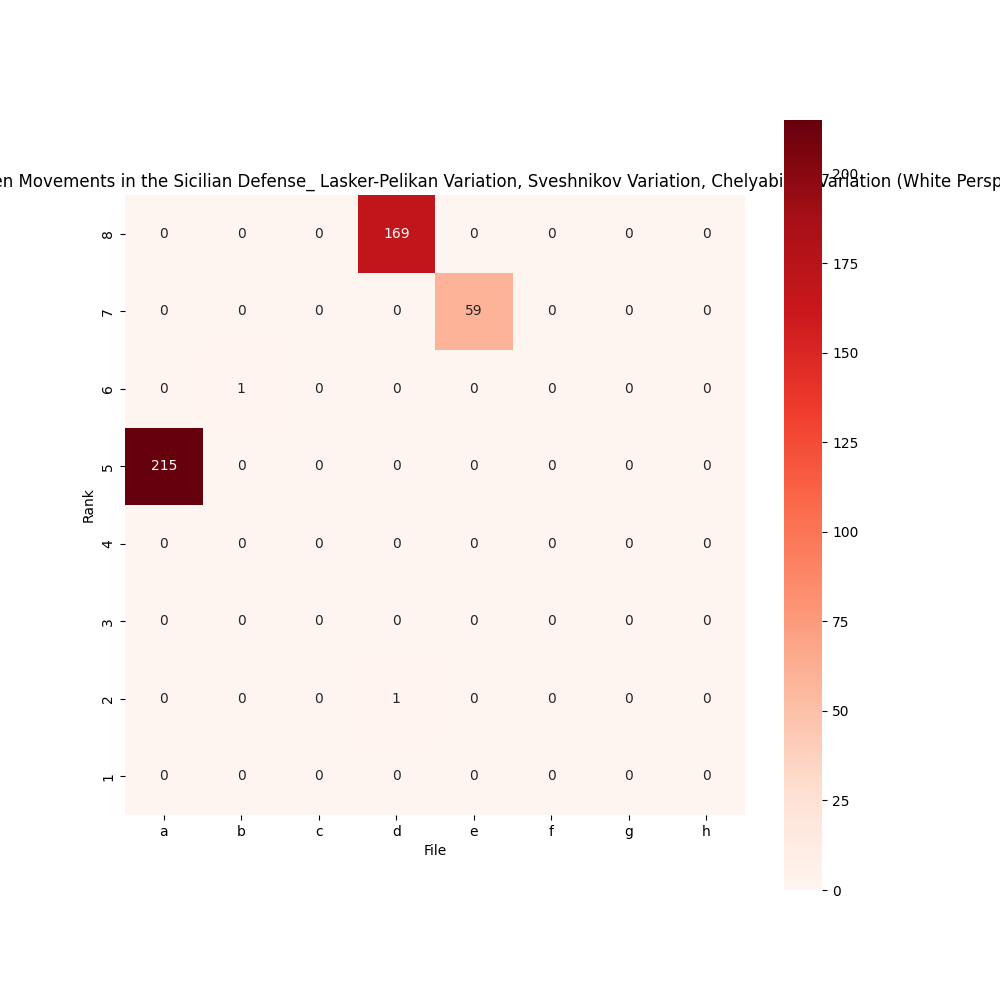 en Movements in the Sicilian Defense_ Lasker-Pelikan Variation, Sveshnikov Variation, Chelyabi Variation (White Persp
8 0 0 0 169 0 0 0 0
7 0 0 0 0 59 0 0 0
6 0 1 0 0 0 0 0 0
5 215 0 0 0 0 0 0 0
4 0 0 0 0 0 0 0 0
3 0 0 0 0 0 0 0 0
2 0 0 0 1 0 0 0 0
1 0 0 0 0 0 0 0 0
a b c d e f g h
File
Rank
200
175
150
125
100
75
50
25
0